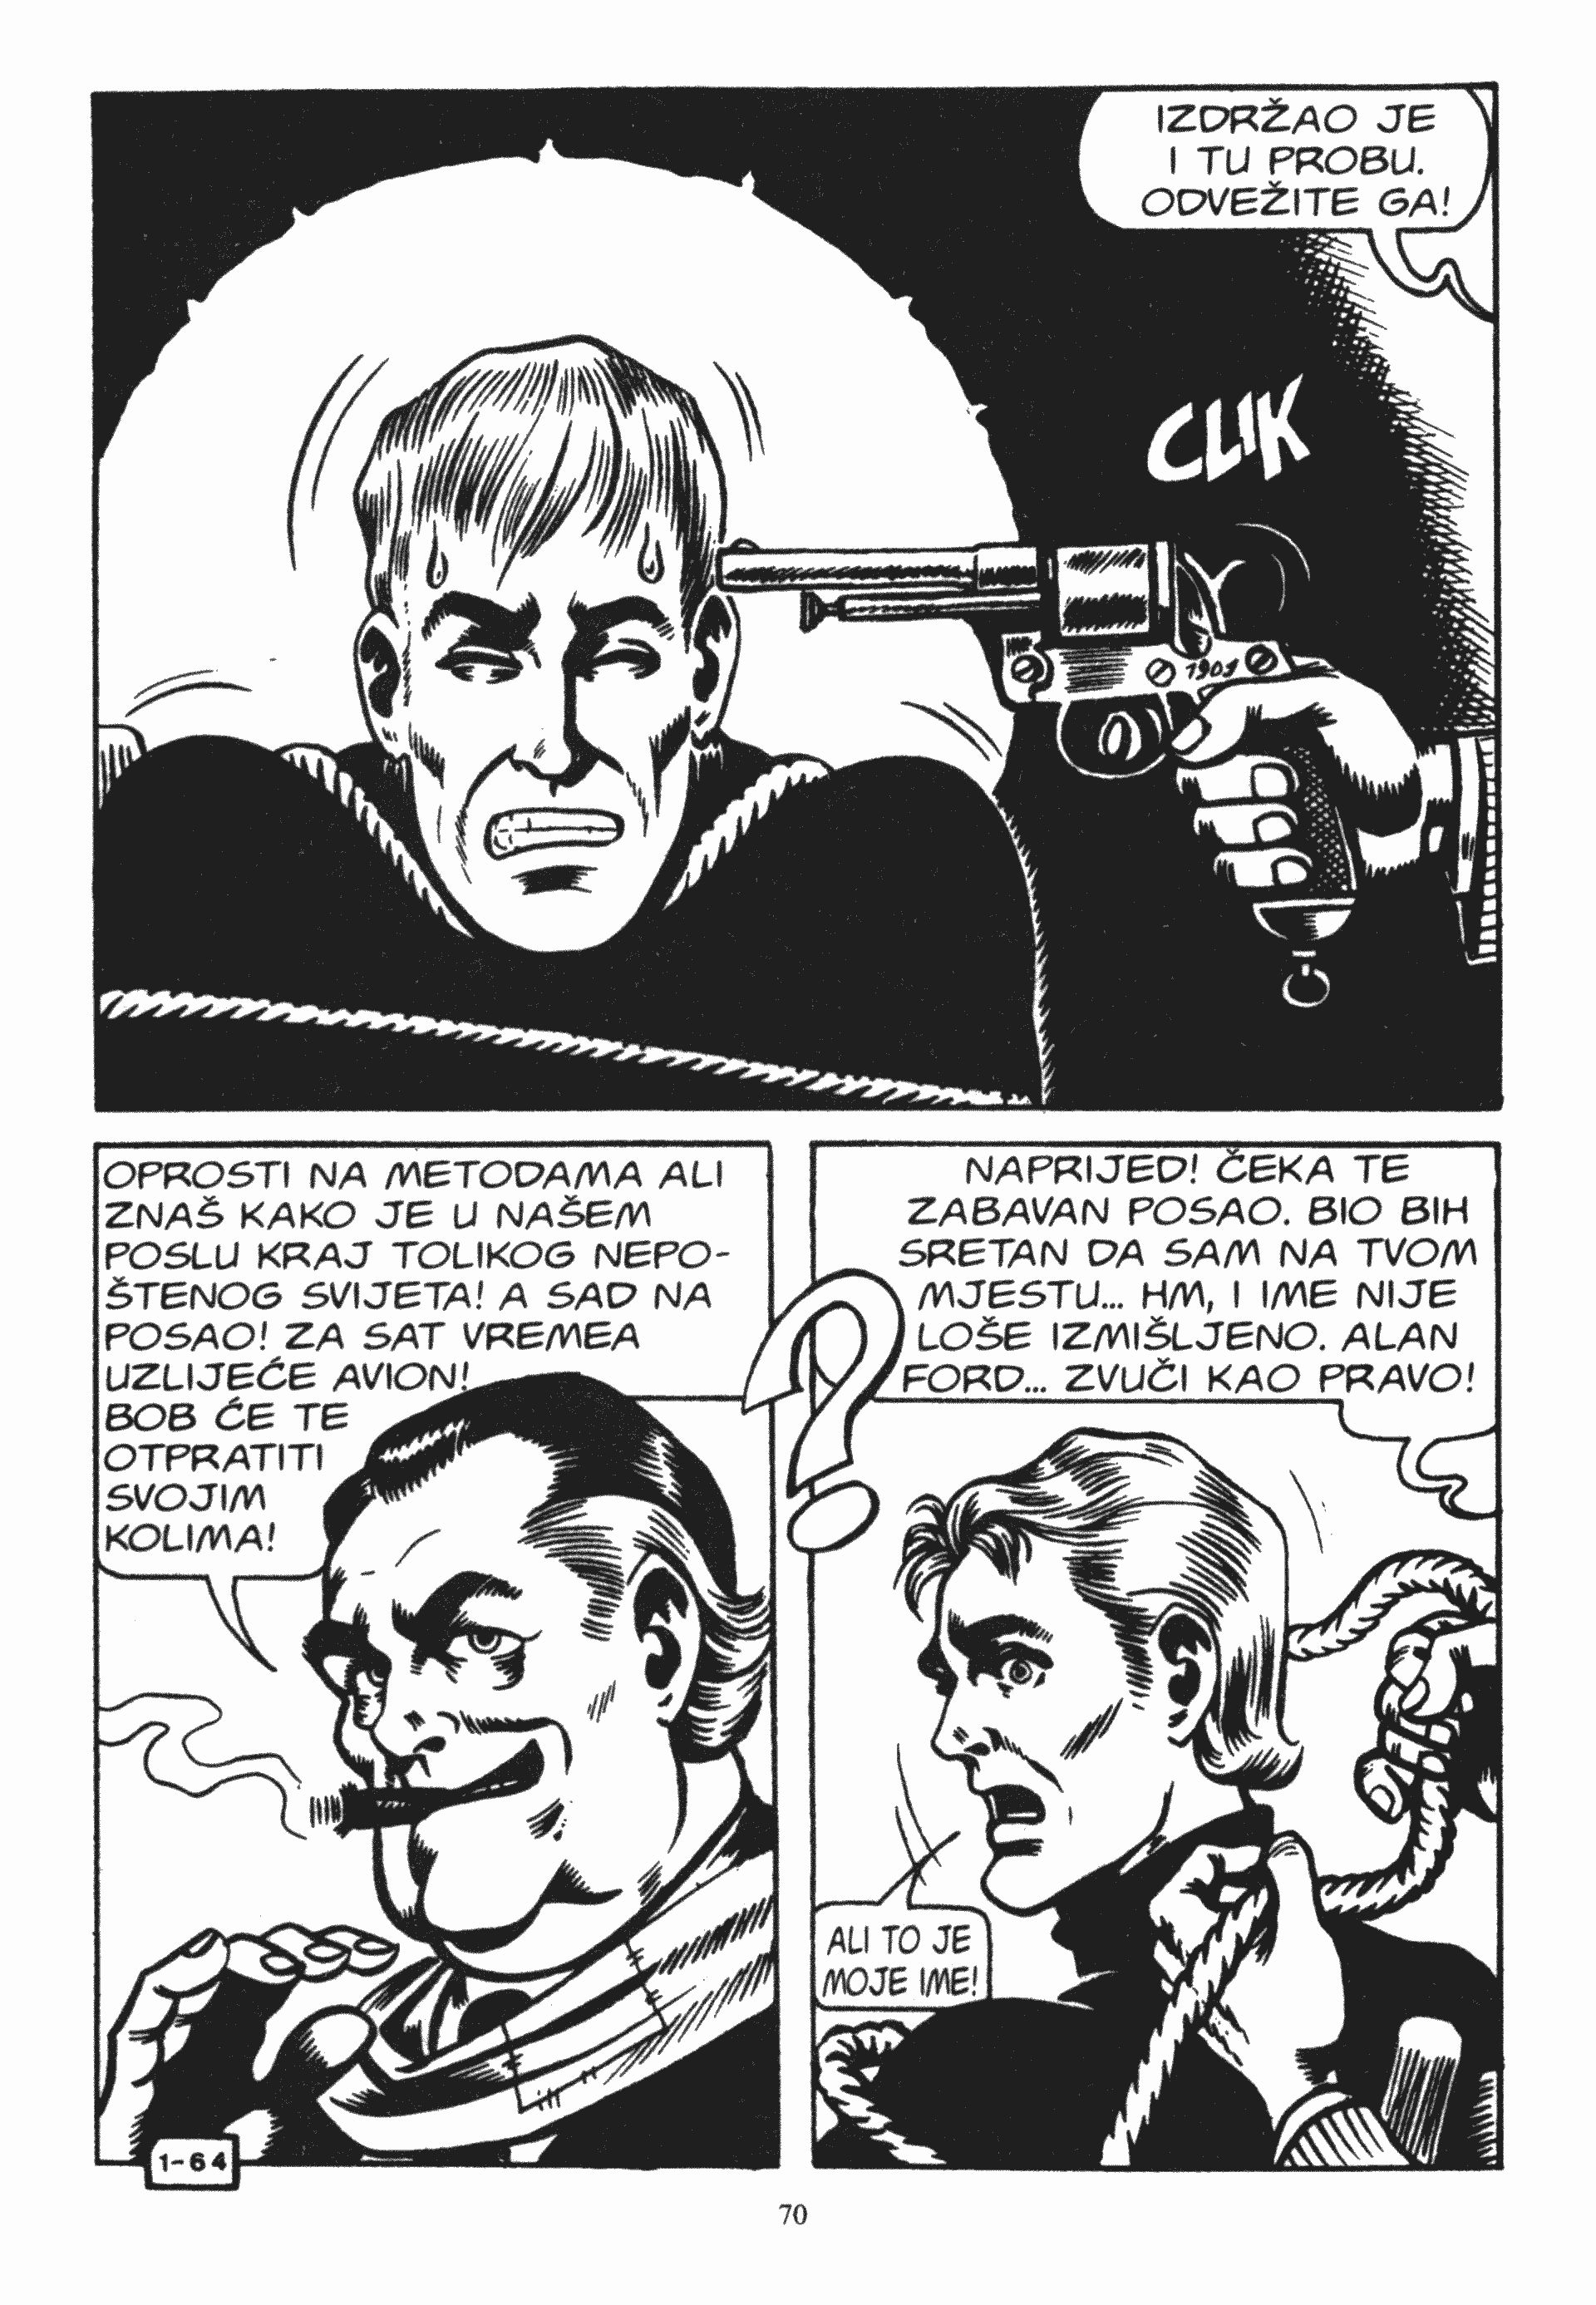 IZDRŽAO JE
I TU PROBU.
ODVEŽITE GA!
CLIK
1909
OPROSTI NA METODAMA ALI
ZNAŠ KAKO JE U NAŠEM
POSLU KRAJ TOLIKOG NEPO-
ŠTENOG SVIJETA! A SAD NA
POSAO! ZA SAT VREMEA
UZLIJEĆE AVION!
BOB ĆE TE
OTPRATITI
SVOJIM
KOLIMA!
?
NAPRIJED! ČEKA TE
ZABAVAN POSAO. BIO BIH
SRETAN DA SAM NA TVOM
MJESTU... HM, I IME NIJE
LOŠE IZMIŠLJENO. ALAN
FORD... ZVUČI KAO PRAVO!
ALI TO JE
MOJE IME!
1-64
70